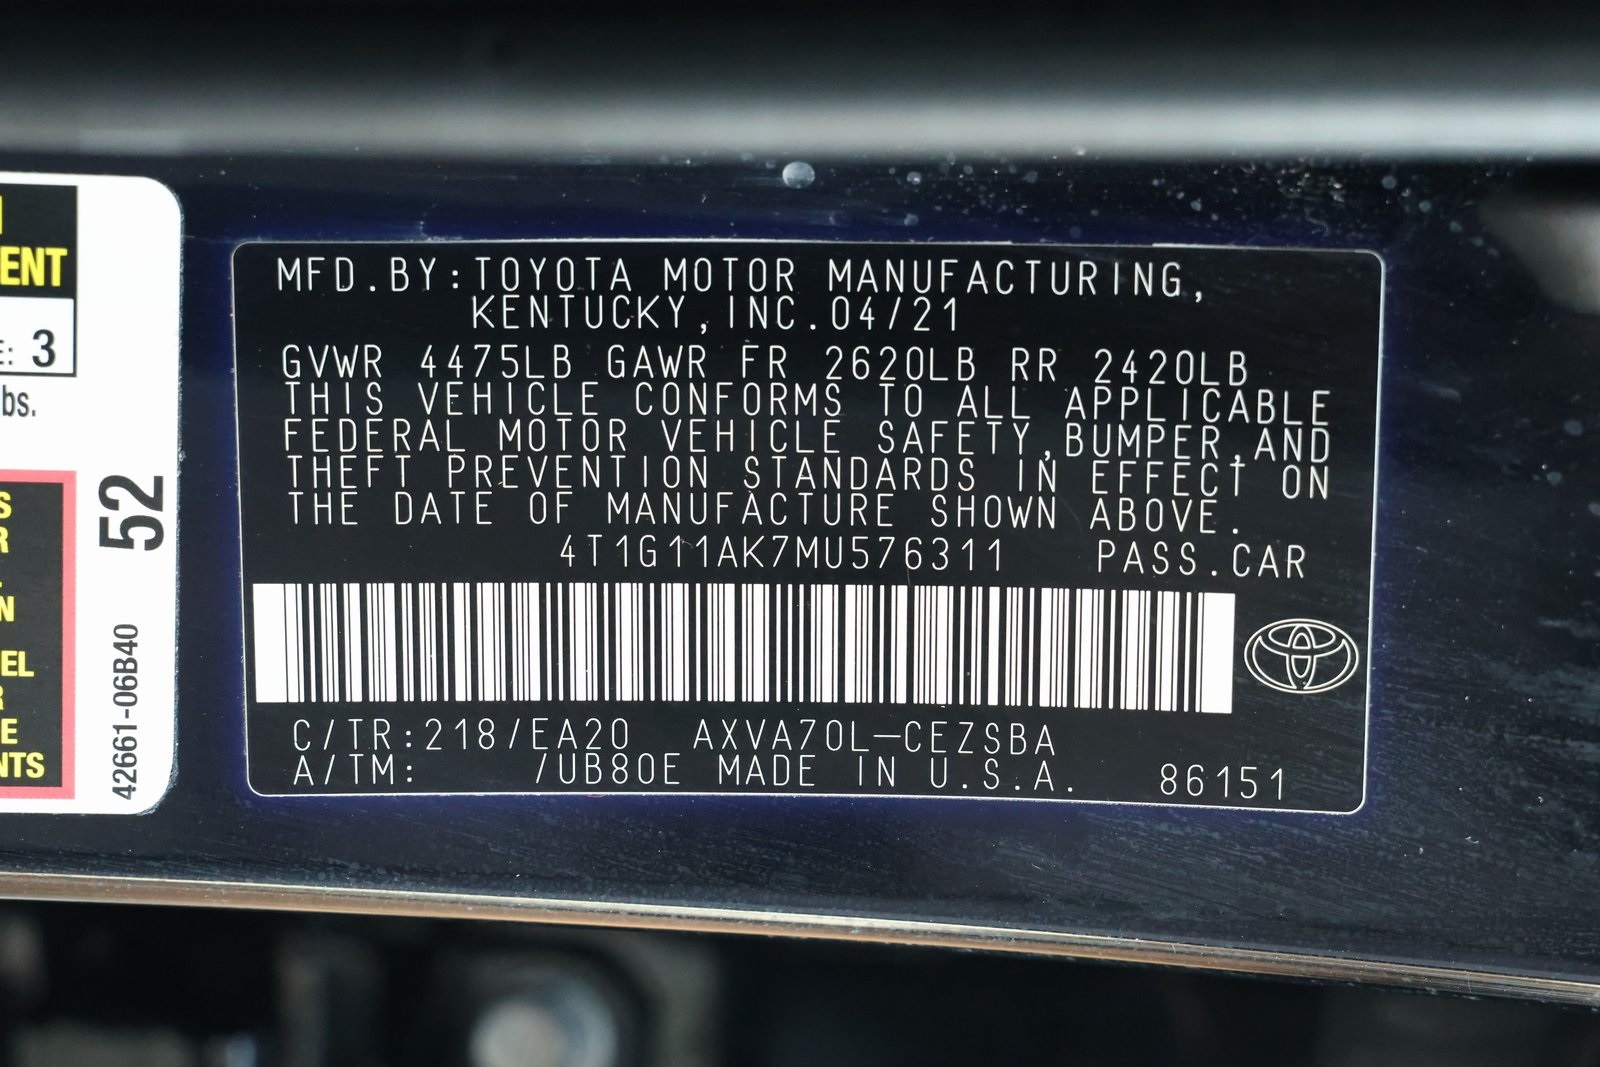 ENT
E: 3
bs.
52
42661-06B40
S
R
N
EL
R
E
NTS
MFD.BY:TOYOTA MOTOR MANUFACTURING,
KENTUCKY,INC.04/21
GVWR 4475LB GAWR FR 2620LB RR 2420LB
THIS VEHICLE CONFORMS TO ALL APPLICABLE
FEDERAL MOTOR VEHICLE SAFETY,BUMPER,AND
THEFT PREVENTION STANDARDS IN EFFECT ON
THE DATE OF MANUFACTURE SHOWN ABOVE.
4T1G11AK7MU576311 PASS.CAR
C/TR:218/EA20 AXVA70L-CEZSBA
A/TM: /UB80E MADE IN U.S.A. 86151